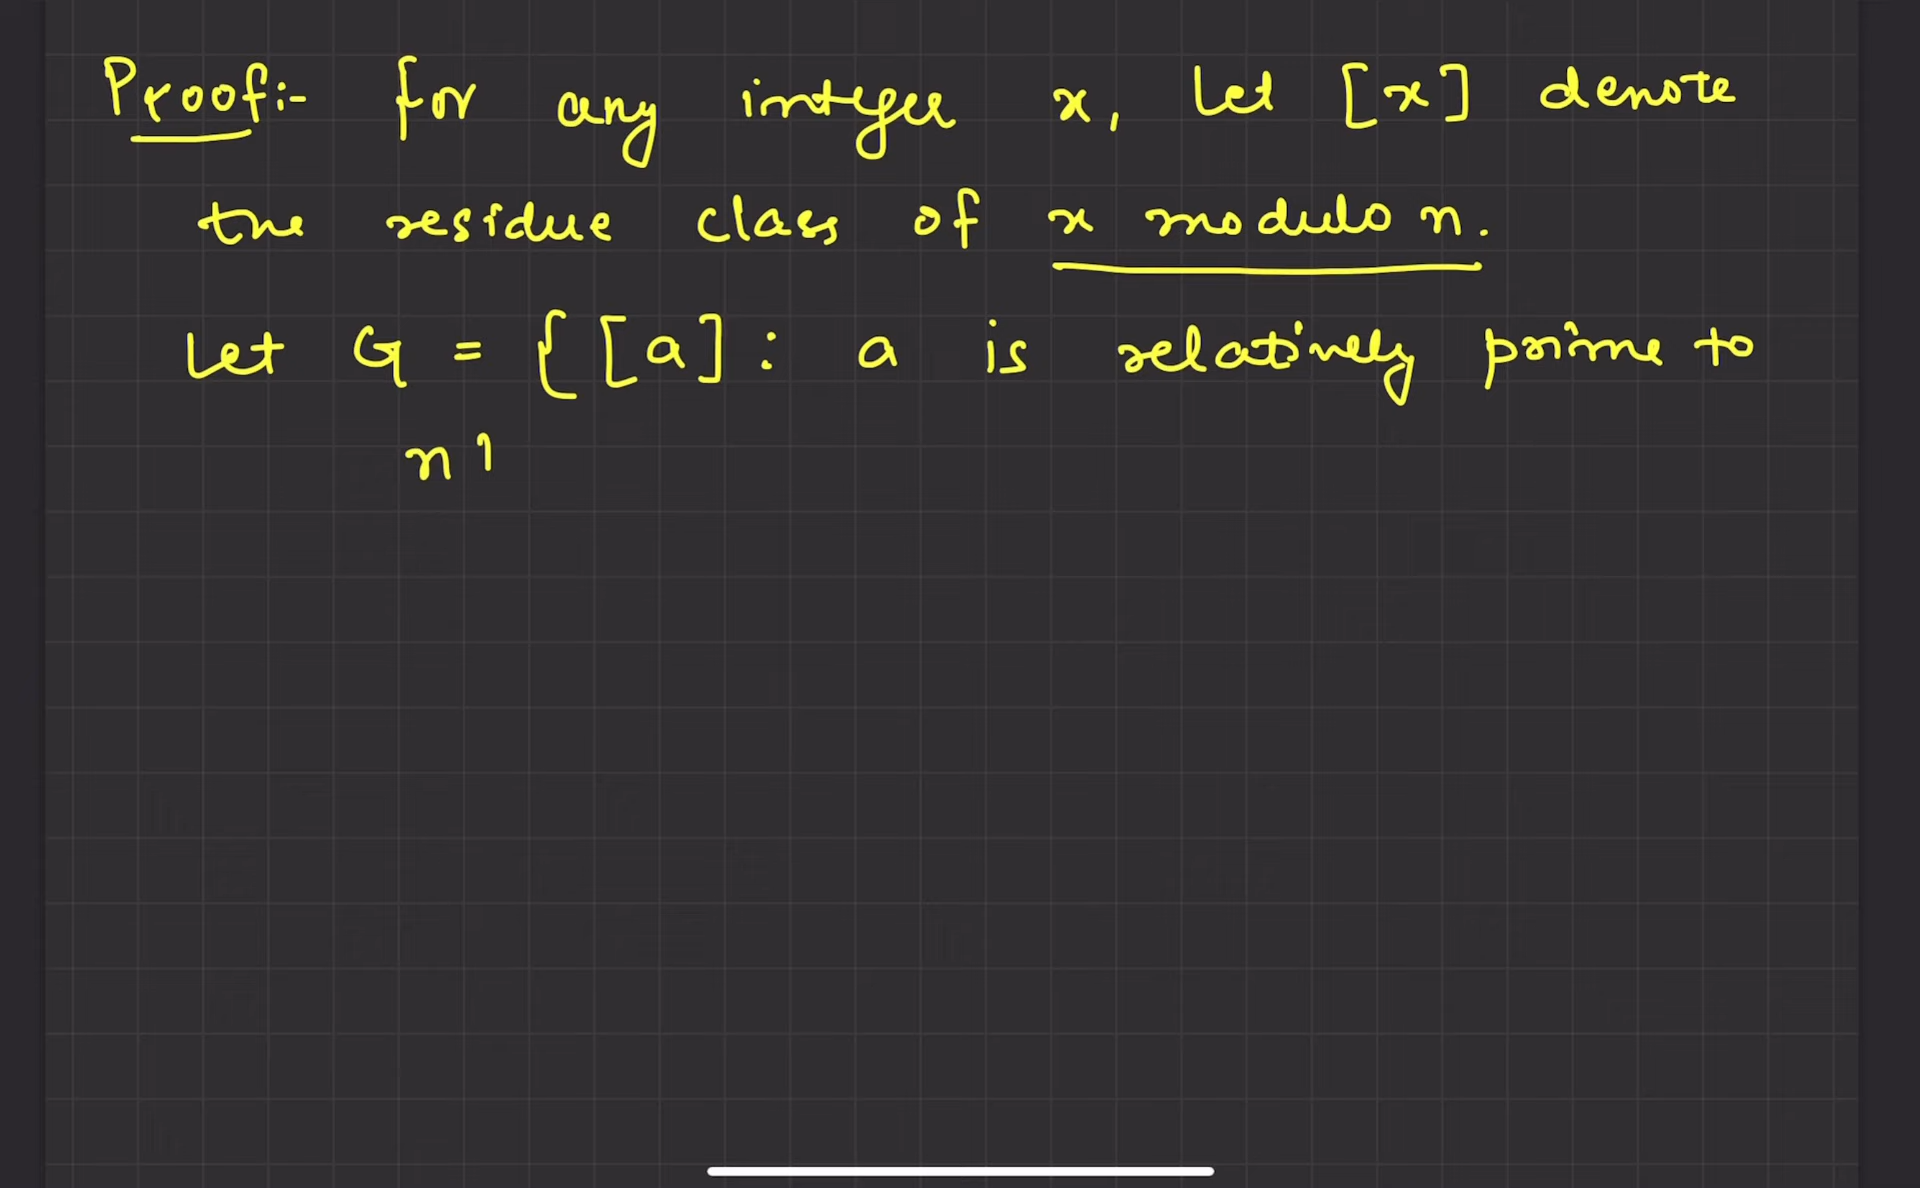 Proof:- for any integer x, let [x] denote
the residue class of x modulo n.
Let G = { [a] : a is relatively prime to
n